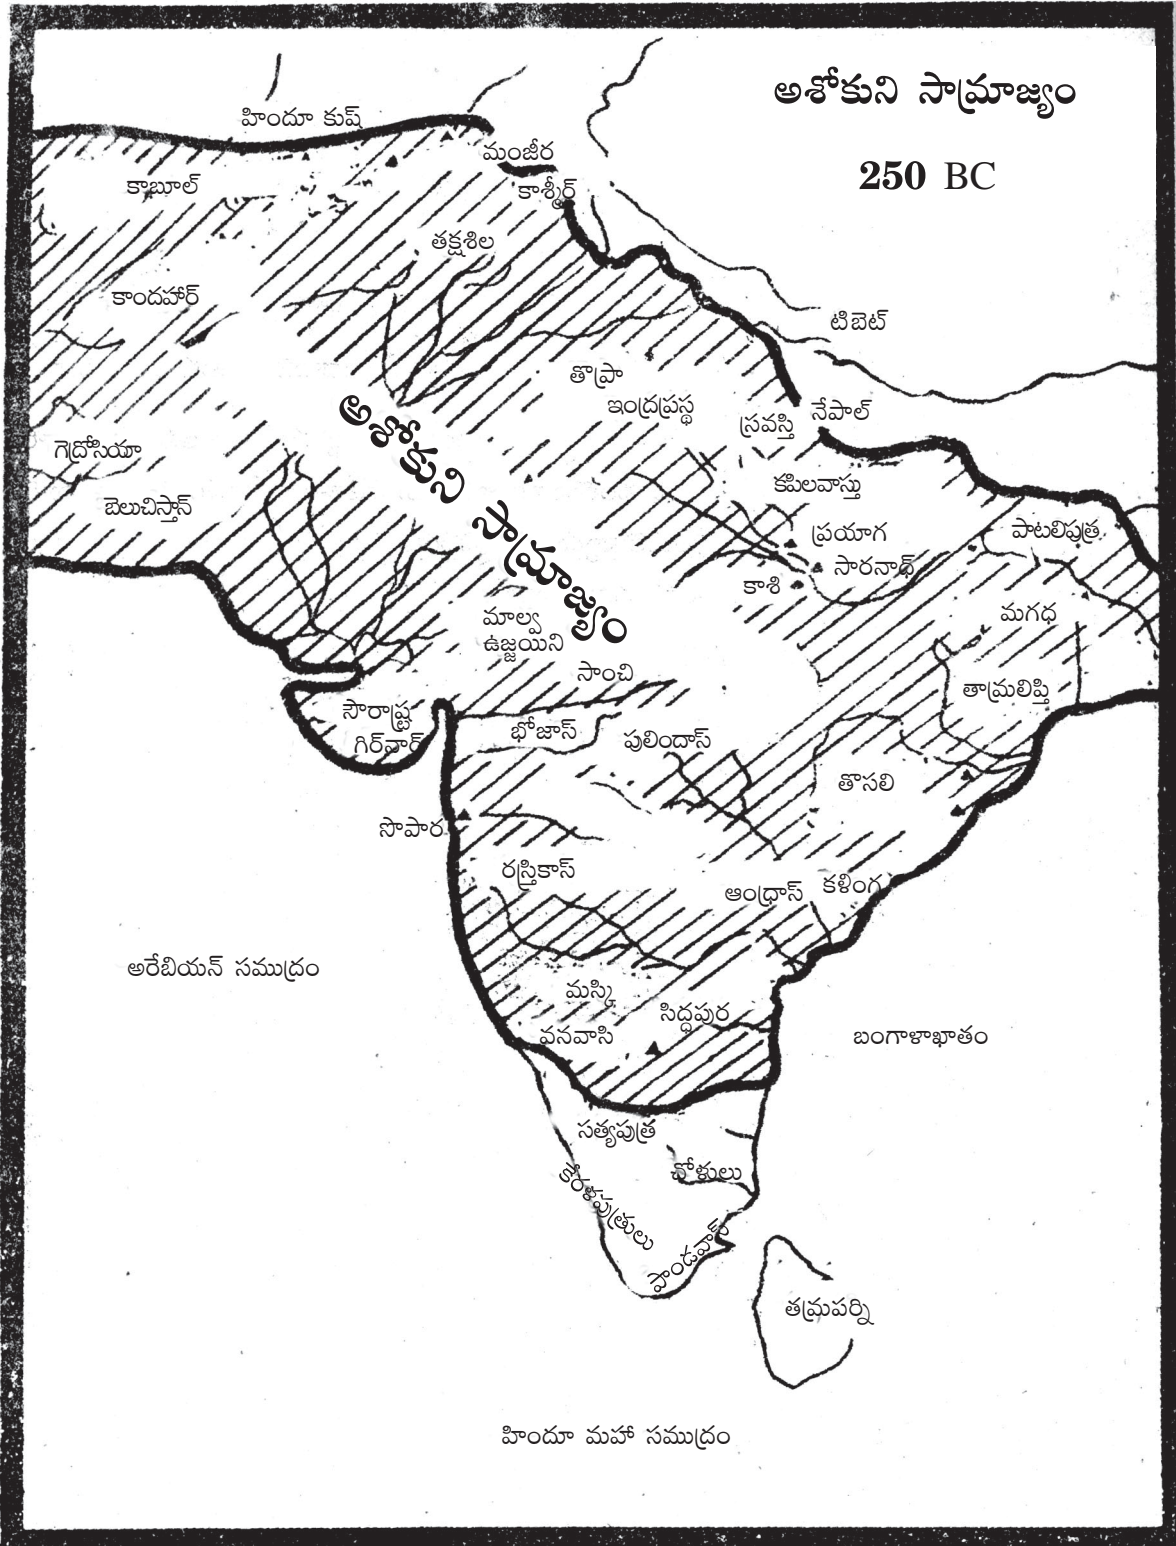 అశోకుని సామ్రాజ్యం
250 BC
హిందూ కుష్
మంజీర
కాబూల్
కాశ్మీర్
తక్షశిల
కాందహార్
టిబెట్
తొప్రా
ఇంద్రప్రస్థ
స్రవస్తి
నేపాల్
అశోకుని సామ్రాజ్యం
గెద్రోసియా
బెలుచిస్తాన్
కపిలవాస్తు
ప్రయాగ
పాటలిపుత్ర
సారనాథ్
కాశి
మగధ
మాల్వ
ఉజ్జయిని
సాంచి
తామ్రలిప్తి
సౌరాష్ట్ర
గిర్‌నార్
భోజాస్
పులిందాస్
తొసలి
సొపార
రస్త్రికాస్
ఆంధ్రాస్
కళింగ
అరేబియన్ సముద్రం
మస్కి
సిద్ధపుర
వనవాసి
బంగాళాఖాతం
సత్యపుత్ర
చోళులు
కేరళపుత్రులు
పాండవాస్
తమ్రపర్ని
హిందూ మహా సముద్రం